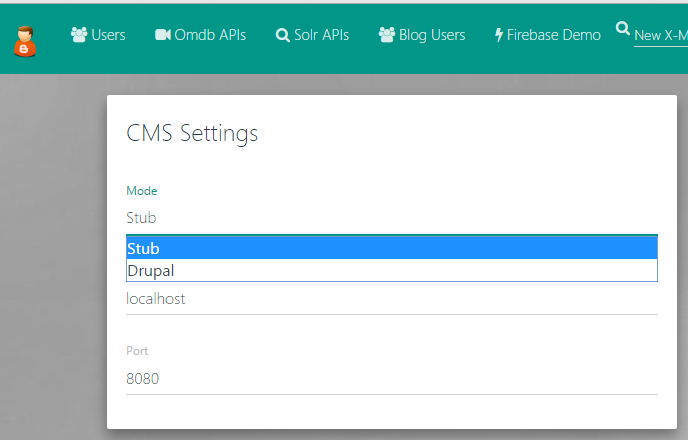 Users Omdb APIs Solr APIs Blog Users Firebase Demo New X-M
CMS Settings
Mode
Stub
Stub
Drupal
localhost
Port
8080